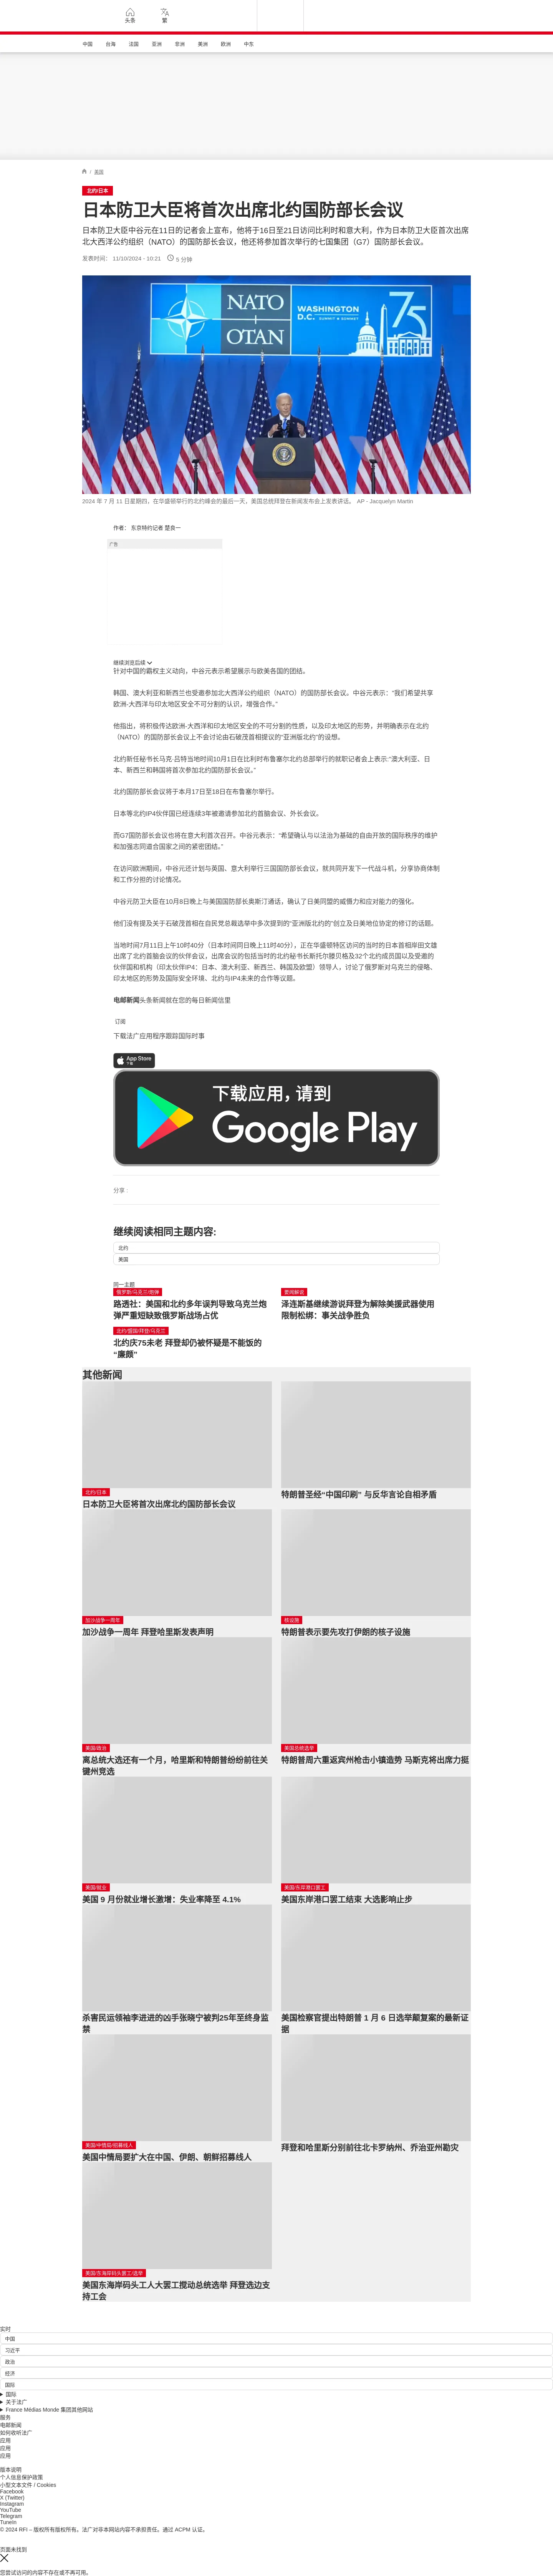 头条
繁
中国
台海
法国
亚洲
非洲
美洲
欧洲
中东
美国
北约/日本
日本防卫大臣将首次出席北约国防部长会议
日本防卫大臣中谷元在11日的记者会上宣布，他将于16日至21日访问比利时和意大利，作为日本防卫大臣首次出席
北大西洋公约组织（NATO）的国防部长会议，他还将参加首次举行的七国集团（G7）国防部长会议。
发表时间： 11/10/2024 - 10:21
5 分钟
NATO
OTAN
WASHINGTON
D.C. SUMMIT & SOMMET
75
2024 年 7 月 11 日星期四，在华盛顿举行的北约峰会的最后一天，美国总统拜登在新闻发布会上发表讲话。 AP - Jacquelyn Martin
作者： 东京特约记者 楚良一
广告
继续浏览后续
针对中国的霸权主义动向，中谷元表示希望展示与欧美各国的团结。
韩国、澳大利亚和新西兰也受邀参加北大西洋公约组织（NATO）的国防部长会议。中谷元表示：“我们希望共享
欧洲-大西洋与印太地区安全不可分割的认识，增强合作。”
他指出，将积极传达欧洲-大西洋和印太地区安全的不可分割的性质，以及印太地区的形势，并明确表示在北约
（NATO）的国防部长会议上不会讨论由石破茂首相提议的“亚洲版北约”的设想。
北约新任秘书长马克·吕特当地时间10月1日在比利时布鲁塞尔北约总部举行的就职记者会上表示:“澳大利亚、日
本、新西兰和韩国将首次参加北约国防部长会议。”
北约国防部长会议将于本月17日至18日在布鲁塞尔举行。
日本等北约IP4伙伴国已经连续3年被邀请参加北约首脑会议、外长会议。
而G7国防部长会议也将在意大利首次召开。中谷元表示：“希望确认与以法治为基础的自由开放的国际秩序的维护
和加强志同道合国家之间的紧密团结。”
在访问欧洲期间，中谷元还计划与英国、意大利举行三国国防部长会议，就共同开发下一代战斗机，分享协商体制
和工作分担的讨论情况。
中谷元防卫大臣在10月8日晚上与美国国防部长奥斯汀通话，确认了日美同盟的威慑力和应对能力的强化。
他们没有提及关于石破茂首相在自民党总裁选举中多次提到的“亚洲版北约的”创立及日美地位协定的修订的话题。
当地时间7月11日上午10时40分（日本时间同日晚上11时40分），正在华盛顿特区访问的当时的日本首相岸田文雄
出席了北约首脑会议的伙伴会议，出席会议的包括当时的北约秘书长斯托尔滕贝格及32个北约成员国以及受邀的
伙伴国和机构（印太伙伴IP4：日本、澳大利亚、新西兰、韩国及欧盟）领导人，讨论了俄罗斯对乌克兰的侵略、
印太地区的形势及国际安全环境、北约与IP4未来的合作等议题。
电邮新闻头条新闻就在您的每日新闻信里
订阅
下载法广应用程序跟踪国际时事
App Store
下载
下载应用，请到
Google Play
分享 :
继续阅读相同主题内容:
北约
美国
同一主题
俄罗斯/乌克兰/炮弹
路透社：美国和北约多年误判导致乌克兰炮
弹严重短缺致俄罗斯战场占优
要闻解说
泽连斯基继续游说拜登为解除美援武器使用
限制松绑：事关战争胜负
北约/盟国/拜登/乌克兰
北约庆75未老 拜登却仍被怀疑是不能饭的
“廉颇”
其他新闻
北约/日本
日本防卫大臣将首次出席北约国防部长会议
特朗普圣经“中国印刷” 与反华言论自相矛盾
加沙战争一周年
加沙战争一周年 拜登哈里斯发表声明
核设施
特朗普表示要先攻打伊朗的核子设施
美国/政治
离总统大选还有一个月，哈里斯和特朗普纷纷前往关
键州竞选
美国总统选举
特朗普周六重返宾州枪击小镇造势 马斯克将出席力挺
美国/就业
美国 9 月份就业增长激增：失业率降至 4.1%
美国/东岸港口罢工
美国东岸港口罢工结束 大选影响止步
杀害民运领袖李进进的凶手张晓宁被判25年至终身监
禁
美国检察官提出特朗普 1 月 6 日选举颠复案的最新证
据
美国/中情局/招募线人
美国中情局要扩大在中国、伊朗、朝鲜招募线人
拜登和哈里斯分别前往北卡罗纳州、乔治亚州勘灾
美国/东海岸码头罢工/选举
美国东海岸码头工人大罢工搅动总统选举 拜登选边支
持工会
实时
中国
习近平
政治
经济
国际
国际
关于法广
France Médias Monde 集团其他网站
服务
电邮新闻
如何收听法广
应用
应用
应用
版本说明
个人信息保护政策
小型文本文件 / Cookies
Facebook
X (Twitter)
Instagram
YouTube
Telegram
TuneIn
© 2024 RFI – 版权所有版权所有。法广对非本网站内容不承担责任。通过 ACPM 认证。
页面未找到
您尝试访问的内容不存在或不再可用。